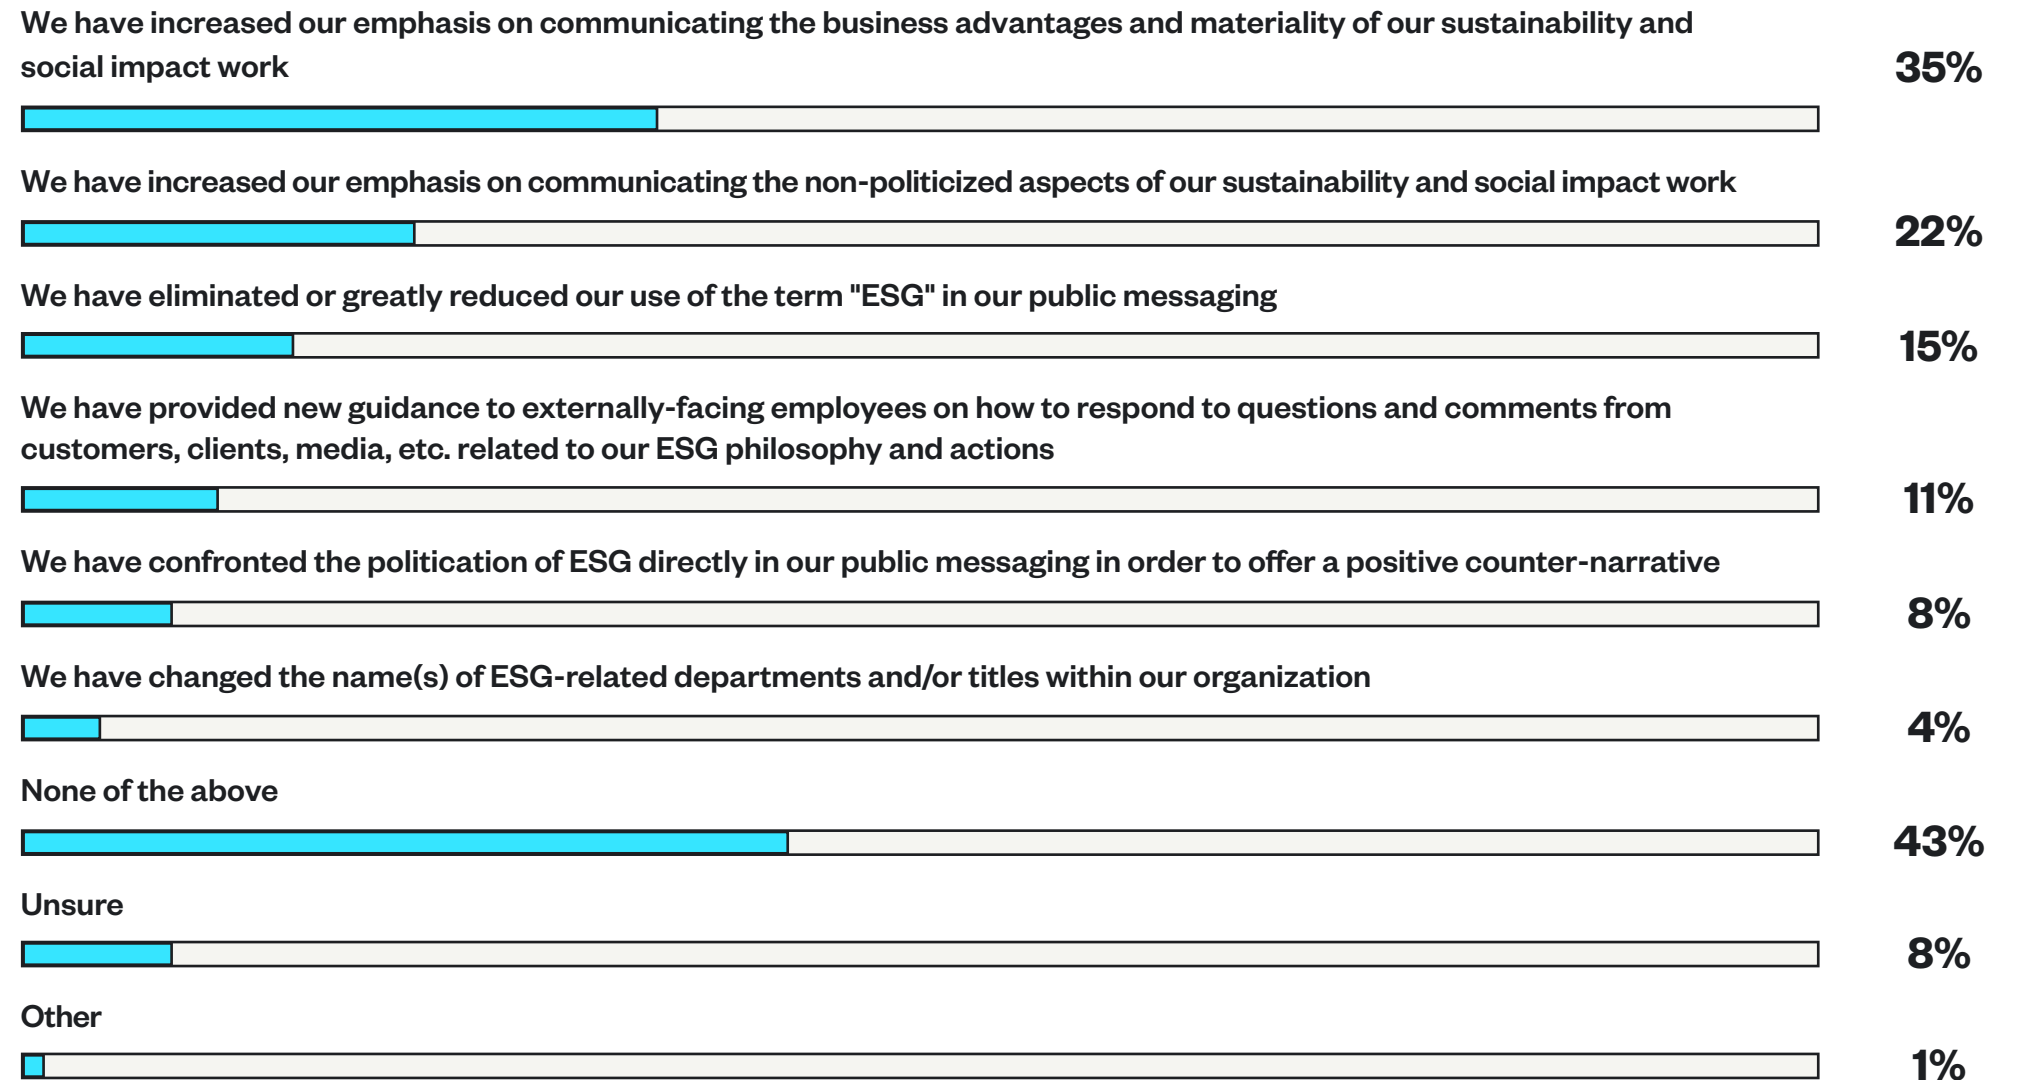 We have increased our emphasis on communicating the business advantages and materiality of our sustainability and
social impact work
35%
We have increased our emphasis on communicating the non-politicized aspects of our sustainability and social impact work
22%
We have eliminated or greatly reduced our use of the term "ESG" in our public messaging
15%
We have provided new guidance to externally-facing employees on how to respond to questions and comments from
customers, clients, media, etc. related to our ESG philosophy and actions
11%
We have confronted the politication of ESG directly in our public messaging in order to offer a positive counter-narrative
8%
We have changed the name(s) of ESG-related departments and/or titles within our organization
4%
None of the above
43%
Unsure
8%
Other
1%